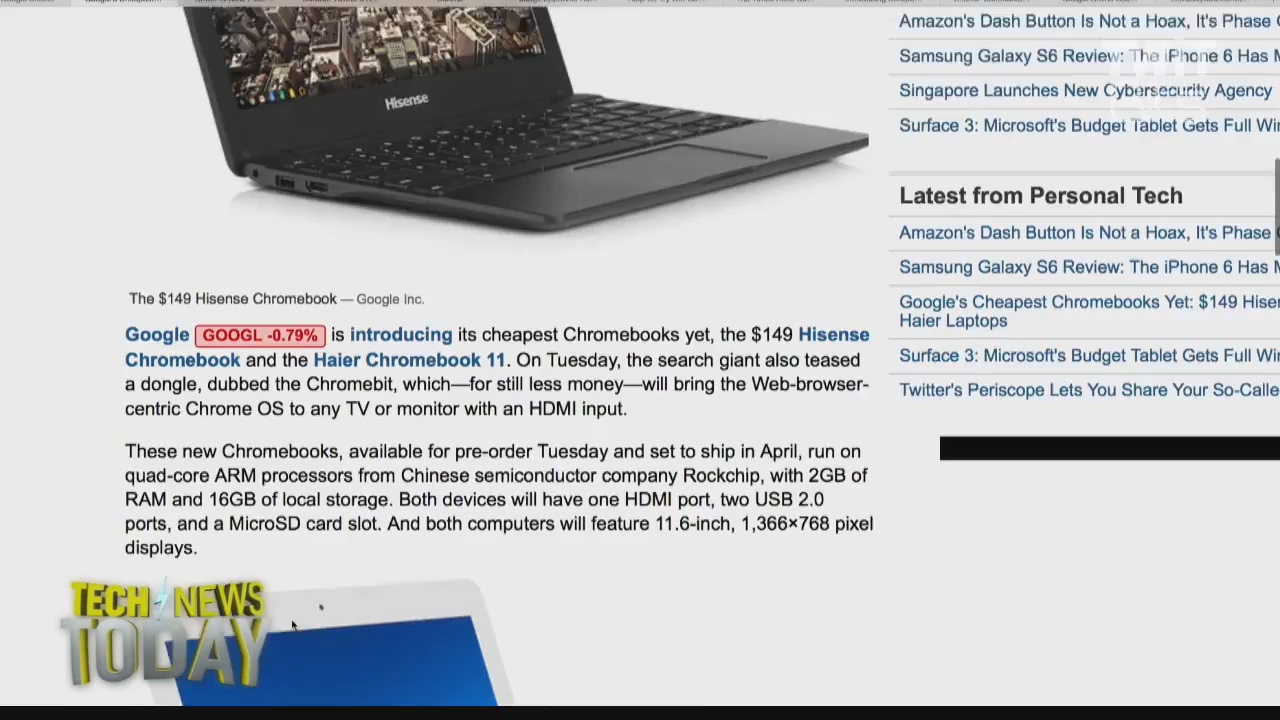 Hisense
The $149 Hisense Chromebook — Google Inc.
Google GOOGL -0.79% is introducing its cheapest Chromebooks yet, the $149 Hisense
Chromebook and the Haier Chromebook 11. On Tuesday, the search giant also teased
a dongle, dubbed the Chromebit, which—for still less money—will bring the Web-browser-
centric Chrome OS to any TV or monitor with an HDMI input.
These new Chromebooks, available for pre-order Tuesday and set to ship in April, run on
quad-core ARM processors from Chinese semiconductor company Rockchip, with 2GB of
RAM and 16GB of local storage. Both devices will have one HDMI port, two USB 2.0
ports, and a MicroSD card slot. And both computers will feature 11.6-inch, 1,366×768 pixel
displays.
Amazon's Dash Button Is Not a Hoax, It's Phase
Samsung Galaxy S6 Review: The iPhone 6 Has
Singapore Launches New Cybersecurity Agency
Surface 3: Microsoft's Budget Tablet Gets Full Win
Latest from Personal Tech
Amazon's Dash Button Is Not a Hoax, It's Phase
Samsung Galaxy S6 Review: The iPhone 6 Has
Google's Cheapest Chromebooks Yet: $149 Hisen
Haier Laptops
Surface 3: Microsoft's Budget Tablet Gets Full Win
Twitter's Periscope Lets You Share Your So-Calle
TECH NEWS
TODAY